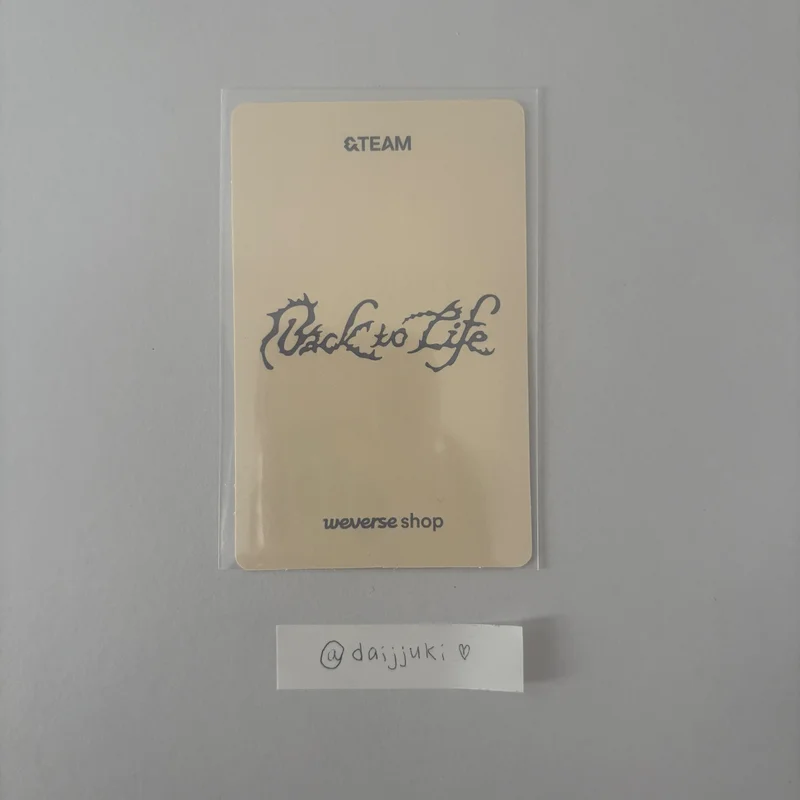 &TEAM
Back to Life
weverse shop
@daijjuki ♡